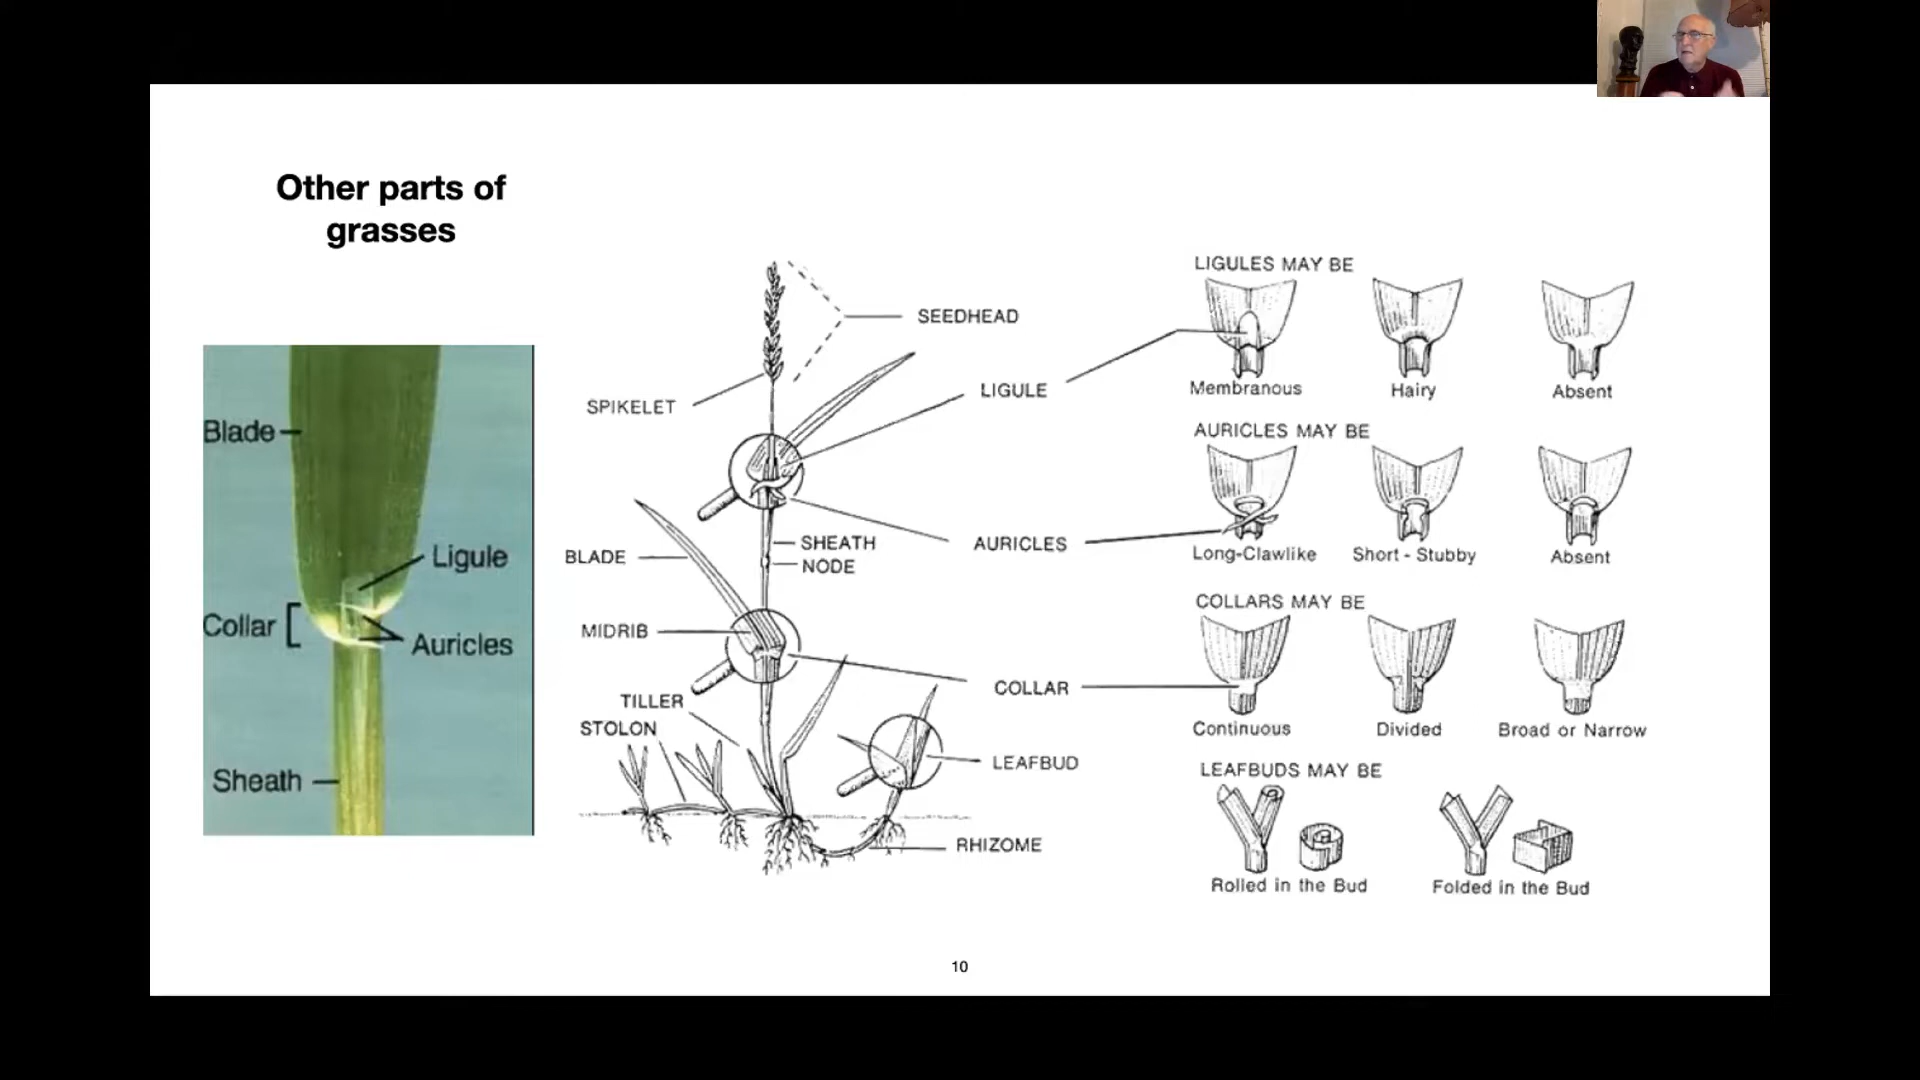 Other parts of
grasses
Blade
Ligule
Collar
Auricles
Sheath
SEEDHEAD
SPIKELET
LIGULE
BLADE
SHEATH
NODE
AURICLES
MIDRIB
COLLAR
TILLER
STOLON
LEAFBUD
RHIZOME
LIGULES MAY BE
Membranous Hairy Absent
AURICLES MAY BE
Long-Clawlike Short - Stubby Absent
COLLARS MAY BE
Continuous Divided Broad or Narrow
LEAFBUDS MAY BE
Rolled in the Bud Folded in the Bud
10